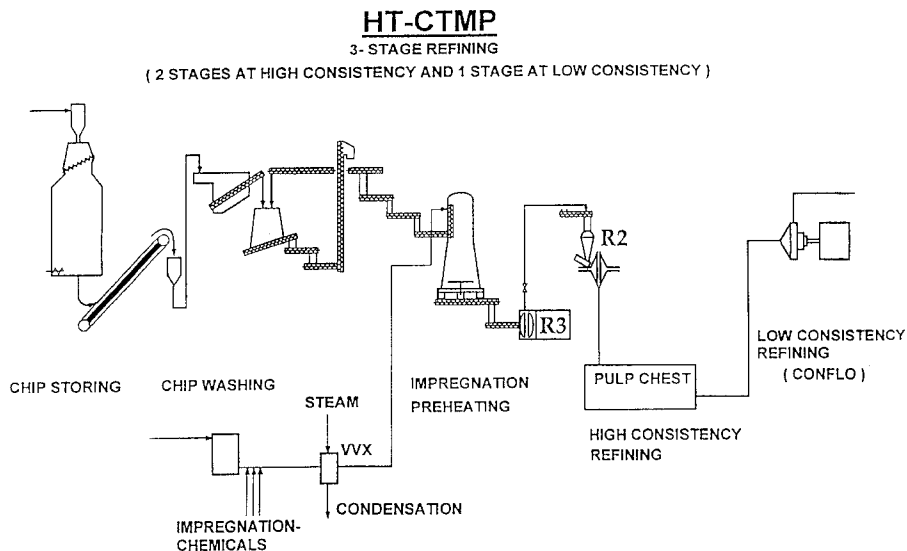 HT-CTMP
3- STAGE REFINING
( 2 STAGES AT HIGH CONSISTENCY AND 1 STAGE AT LOW CONSISTENCY )
R2
R3
CHIP STORING
CHIP WASHING
IMPREGNATION
PREHEATING
PULP CHEST
LOW CONSISTENCY
REFINING
( CONFLO )
HIGH CONSISTENCY
REFINING
STEAM
VVX
CONDENSATION
IMPREGNATION-
CHEMICALS